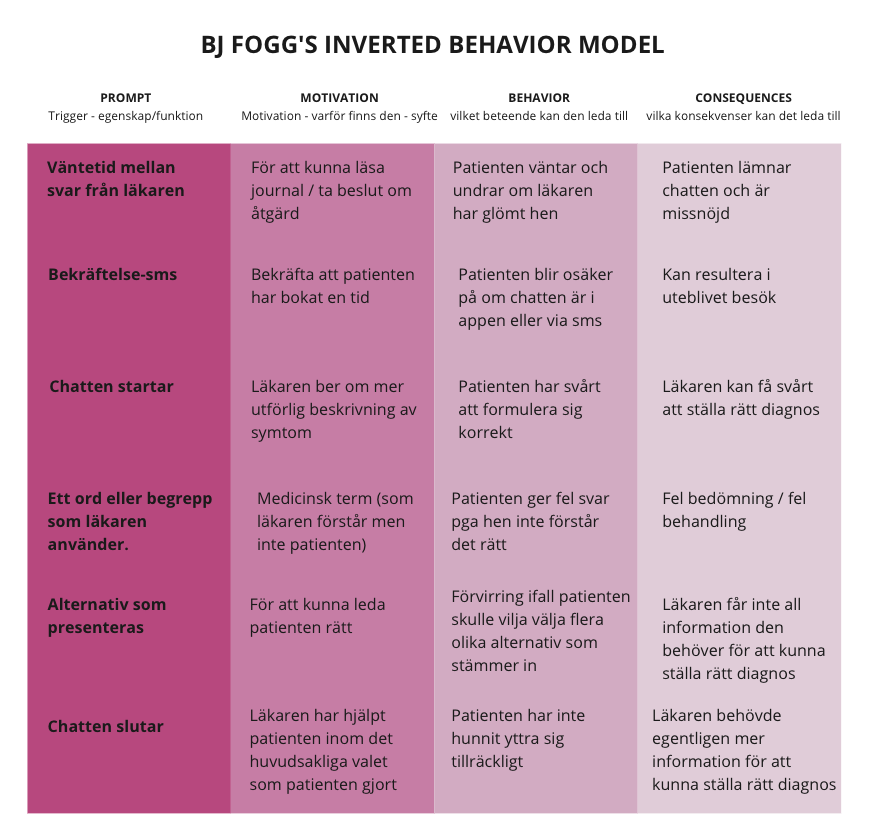 BJ FOGG'S INVERTED BEHAVIOR MODEL
PROMPT
Trigger - egenskap/funktion
MOTIVATION
Motivation - varför finns den - syfte
BEHAVIOR
vilket beteende kan den leda till
CONSEQUENCES
vilka konsekvenser kan det leda till
Väntetid mellan
svar från läkaren
För att kunna läsa
journal / ta beslut om
åtgärd
Patienten väntar och
undrar om läkaren
har glömt hen
Patienten lämnar
chatten och är
missnöjd
Bekräftelse-sms
Bekräfta att patienten
har bokat en tid
Patienten blir osäker
på om chatten är i
appen eller via sms
Kan resultera i
uteblivet besök
Chatten startar
Läkaren ber om mer
utförlig beskrivning av
symtom
Patienten har svårt
att formulera sig
korrekt
Läkaren kan få svårt
att ställa rätt diagnos
Ett ord eller begrepp
som läkaren
använder.
Medicinsk term (som
läkaren förstår men
inte patienten)
Patienten ger fel svar
pga hen inte förstår
det rätt
Fel bedömning / fel
behandling
Alternativ som
presenteras
För att kunna leda
patienten rätt
Förvirring ifall patienten
skulle vilja välja flera
olika alternativ som
stämmer in
Läkaren får inte all
information den
behöver för att kunna
ställa rätt diagnos
Chatten slutar
Läkaren har hjälpt
patienten inom det
huvudsakliga valet
som patienten gjort
Patienten har inte
hunnit yttra sig
tillräckligt
Läkaren behövde
egentligen mer
information för att
kunna ställa rätt diagnos